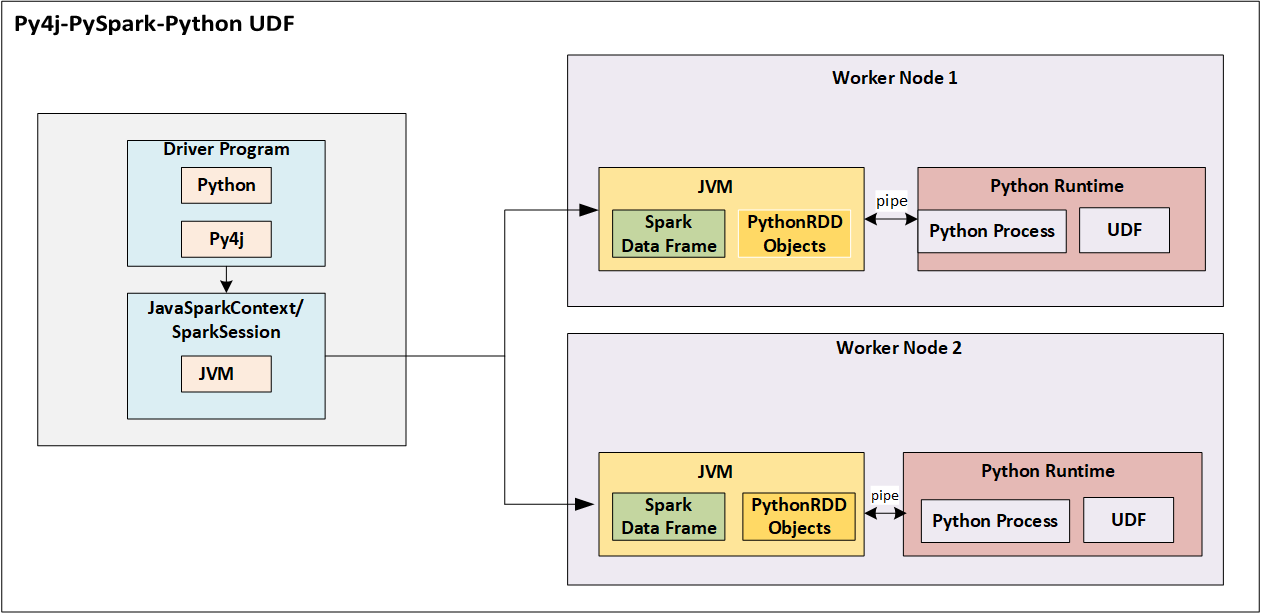 Py4j-PySpark-Python UDF
Driver Program
Python
Py4j
JavaSparkContext/
SparkSession
JVM
Worker Node 1
JVM
Spark
Data Frame
PythonRDD
Objects
pipe
Python Runtime
Python Process
UDF
Worker Node 2
JVM
Spark
Data Frame
PythonRDD
Objects
pipe
Python Runtime
Python Process
UDF